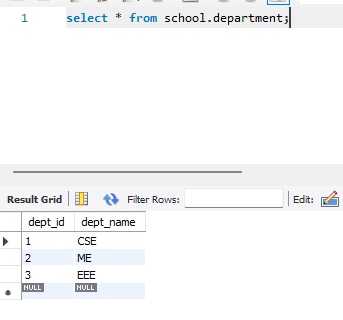 1 select * from school.department;
Result Grid Filter Rows: Edit:
dept_id dept_name
1 CSE
2 ME
3 EEE
NULL NULL